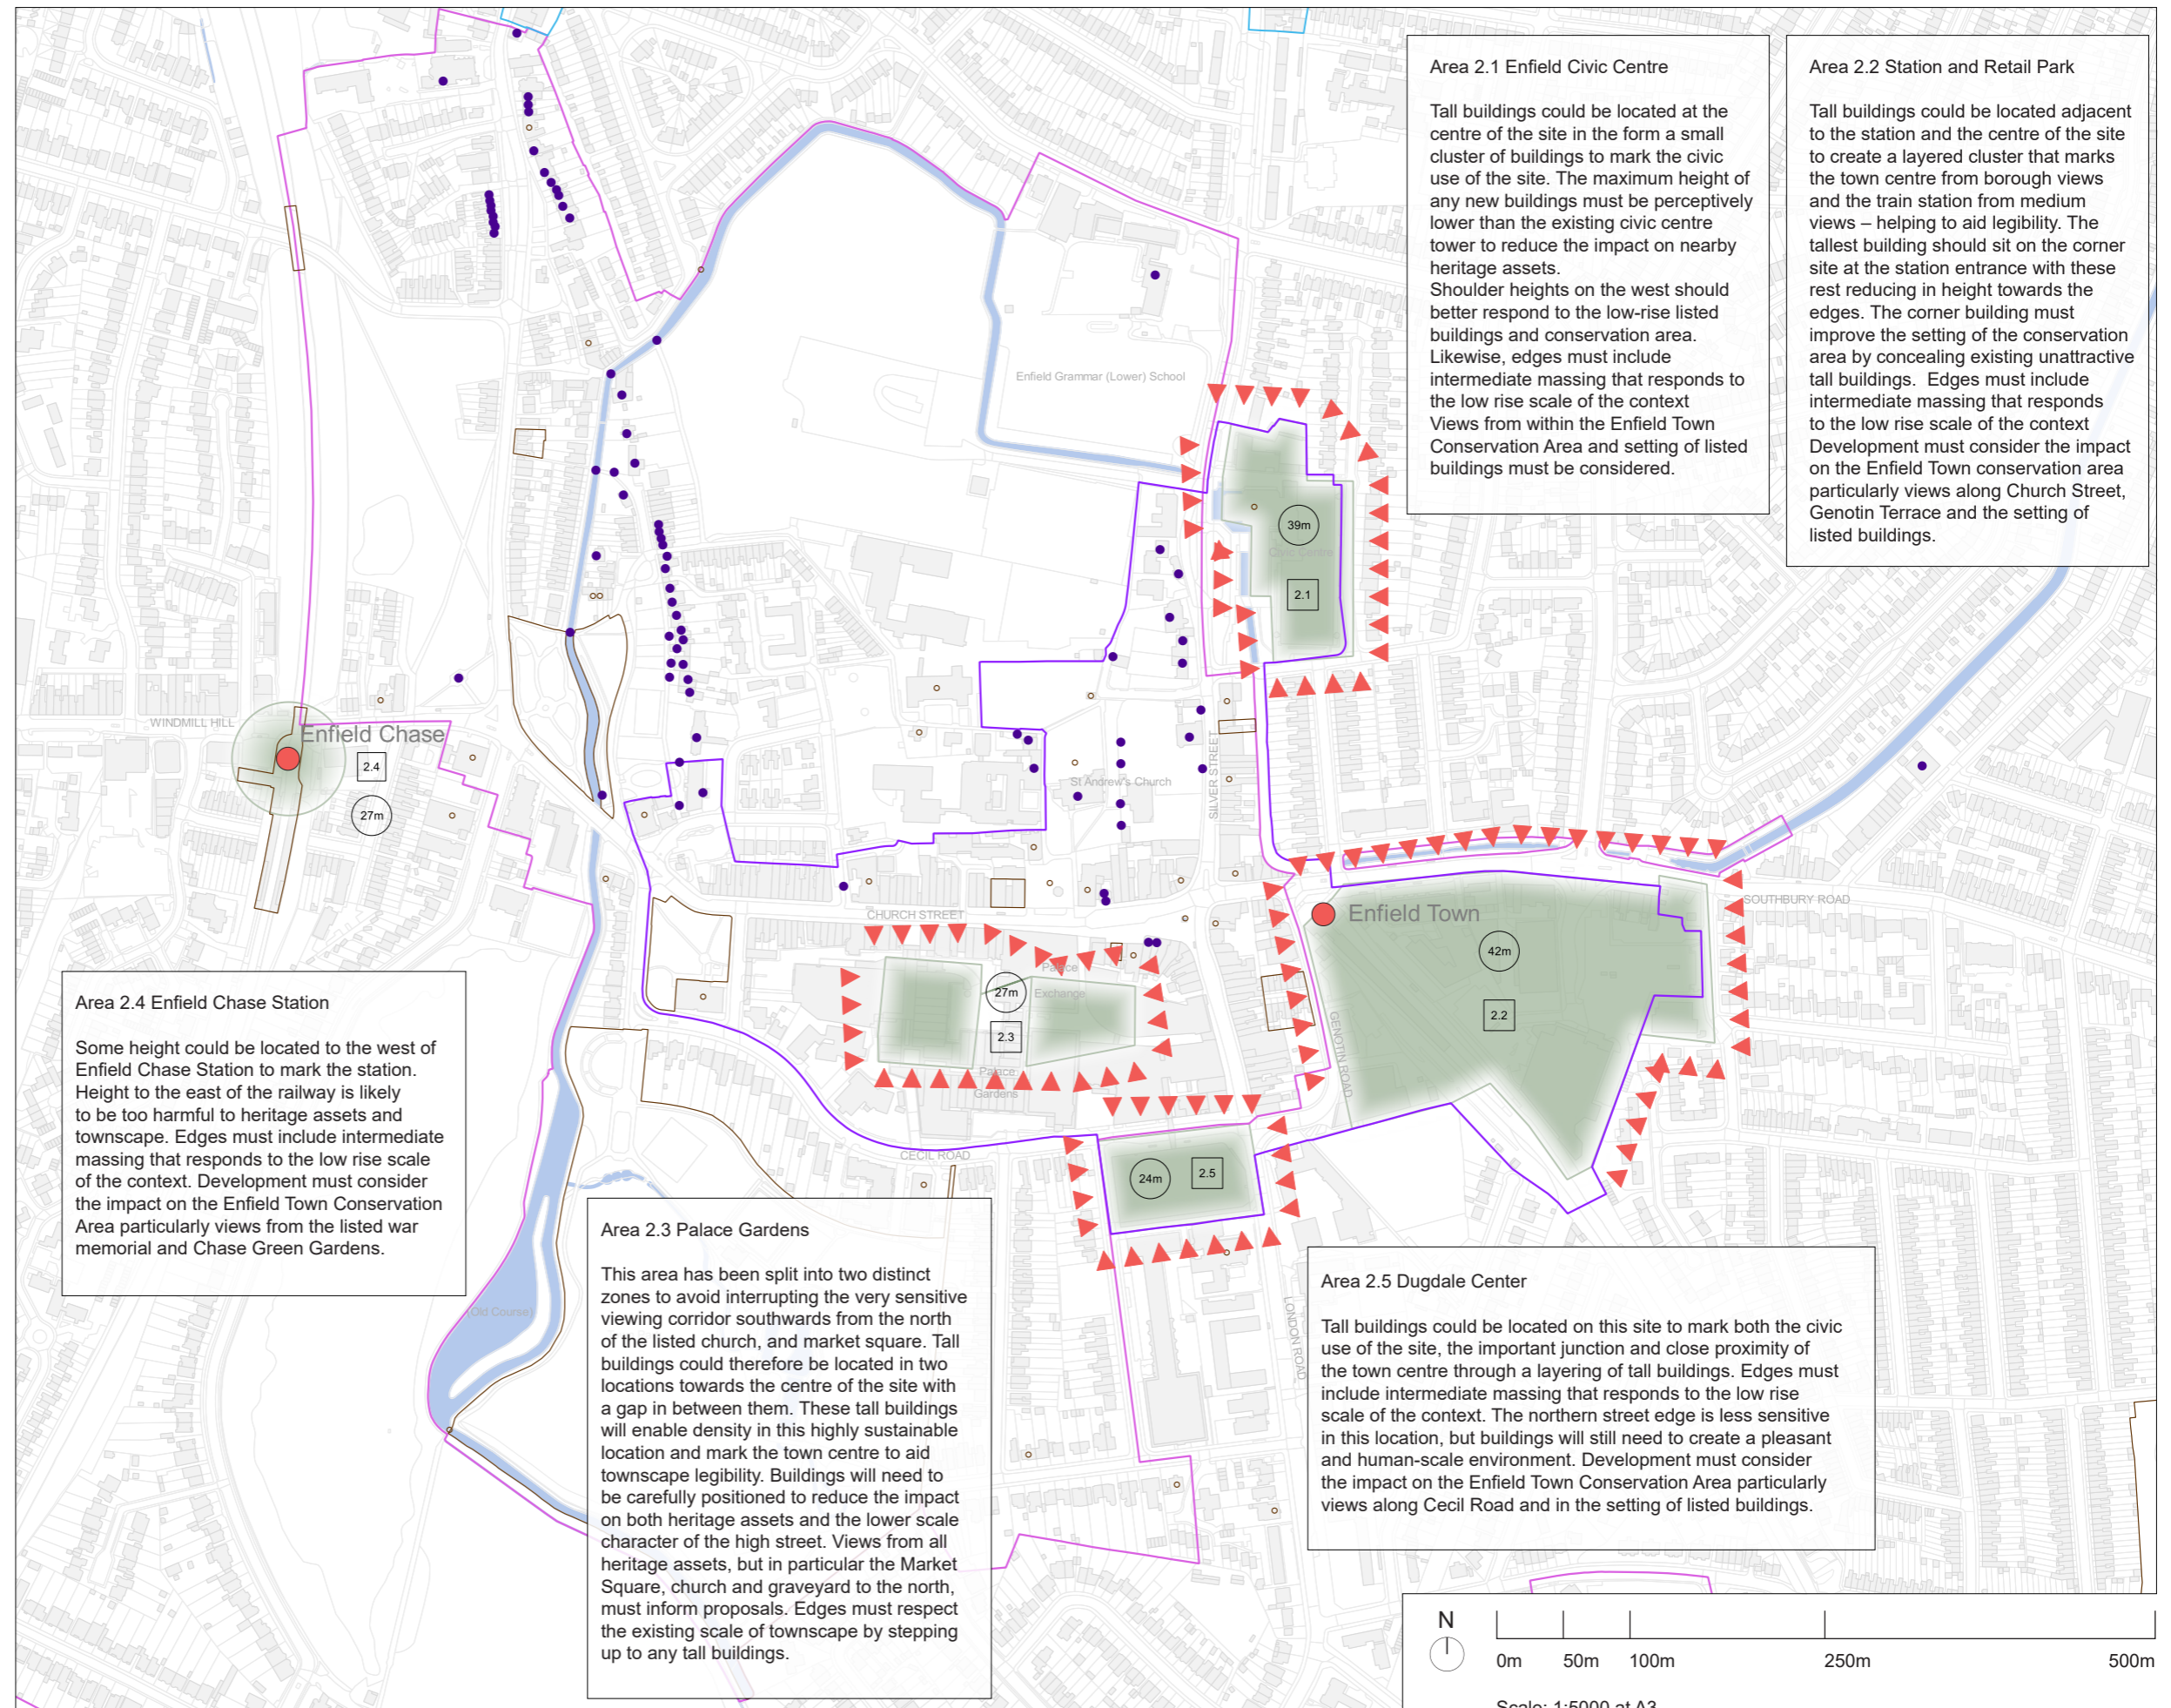 Area 2.1 Enfield Civic Centre
Tall buildings could be located at the
centre of the site in the form a small
cluster of buildings to mark the civic
use of the site. The maximum height of
any new buildings must be perceptively
lower than the existing civic centre
tower to reduce the impact on nearby
heritage assets.
Shoulder heights on the west should
better respond to the low-rise listed
buildings and conservation area.
Likewise, edges must include
intermediate massing that responds to
the low rise scale of the context
Views from within the Enfield Town
Conservation Area and setting of listed
buildings must be considered.
Area 2.2 Station and Retail Park
Tall buildings could be located adjacent
to the station and the centre of the site
to create a layered cluster that marks
the town centre from borough views
and the train station from medium
views – helping to aid legibility. The
tallest building should sit on the corner
site at the station entrance with these
rest reducing in height towards the
edges. The corner building must
improve the setting of the conservation
area by concealing existing unattractive
tall buildings.  Edges must include
intermediate massing that responds
to the low rise scale of the context
Development must consider the impact
on the Enfield Town conservation area
particularly views along Church Street,
Genotin Terrace and the setting of
listed buildings.
Enfield Grammar (Lower) School
39m
Civic Centre
2.1
WINDMILL HILL
Enfield Chase
2.4
27m
SILVER STREET
St Andrew's Church
CHURCH STREET
Enfield Town
SOUTHBURY ROAD
42m
2.2
Palace
Exchange
27m
2.3
Palace
Gardens
GENOTIN ROAD
CECIL ROAD
24m
2.5
LONDON ROAD
(Old Course)
Area 2.4 Enfield Chase Station
Some height could be located to the west of
Enfield Chase Station to mark the station.
Height to the east of the railway is likely
to be too harmful to heritage assets and
townscape. Edges must include intermediate
massing that responds to the low rise scale
of the context. Development must consider
the impact on the Enfield Town Conservation
Area particularly views from the listed war
memorial and Chase Green Gardens.
Area 2.3 Palace Gardens
This area has been split into two distinct
zones to avoid interrupting the very sensitive
viewing corridor southwards from the north
of the listed church, and market square. Tall
buildings could therefore be located in two
locations towards the centre of the site with
a gap in between them. These tall buildings
will enable density in this highly sustainable
location and mark the town centre to aid
townscape legibility. Buildings will need to
be carefully positioned to reduce the impact
on both heritage assets and the lower scale
character of the high street. Views from all
heritage assets, but in particular the Market
Square, church and graveyard to the north,
must inform proposals. Edges must respect
the existing scale of townscape by stepping
up to any tall buildings.
Area 2.5 Dugdale Center
Tall buildings could be located on this site to mark both the civic
use of the site, the important junction and close proximity of
the town centre through a layering of tall buildings. Edges must
include intermediate massing that responds to the low rise
scale of the context. The northern street edge is less sensitive
in this location, but buildings will still need to create a pleasant
and human-scale environment. Development must consider
the impact on the Enfield Town Conservation Area particularly
views along Cecil Road and in the setting of listed buildings.
N
0m 50m 100m 250m 500m
Scale: 1:5000 at A3